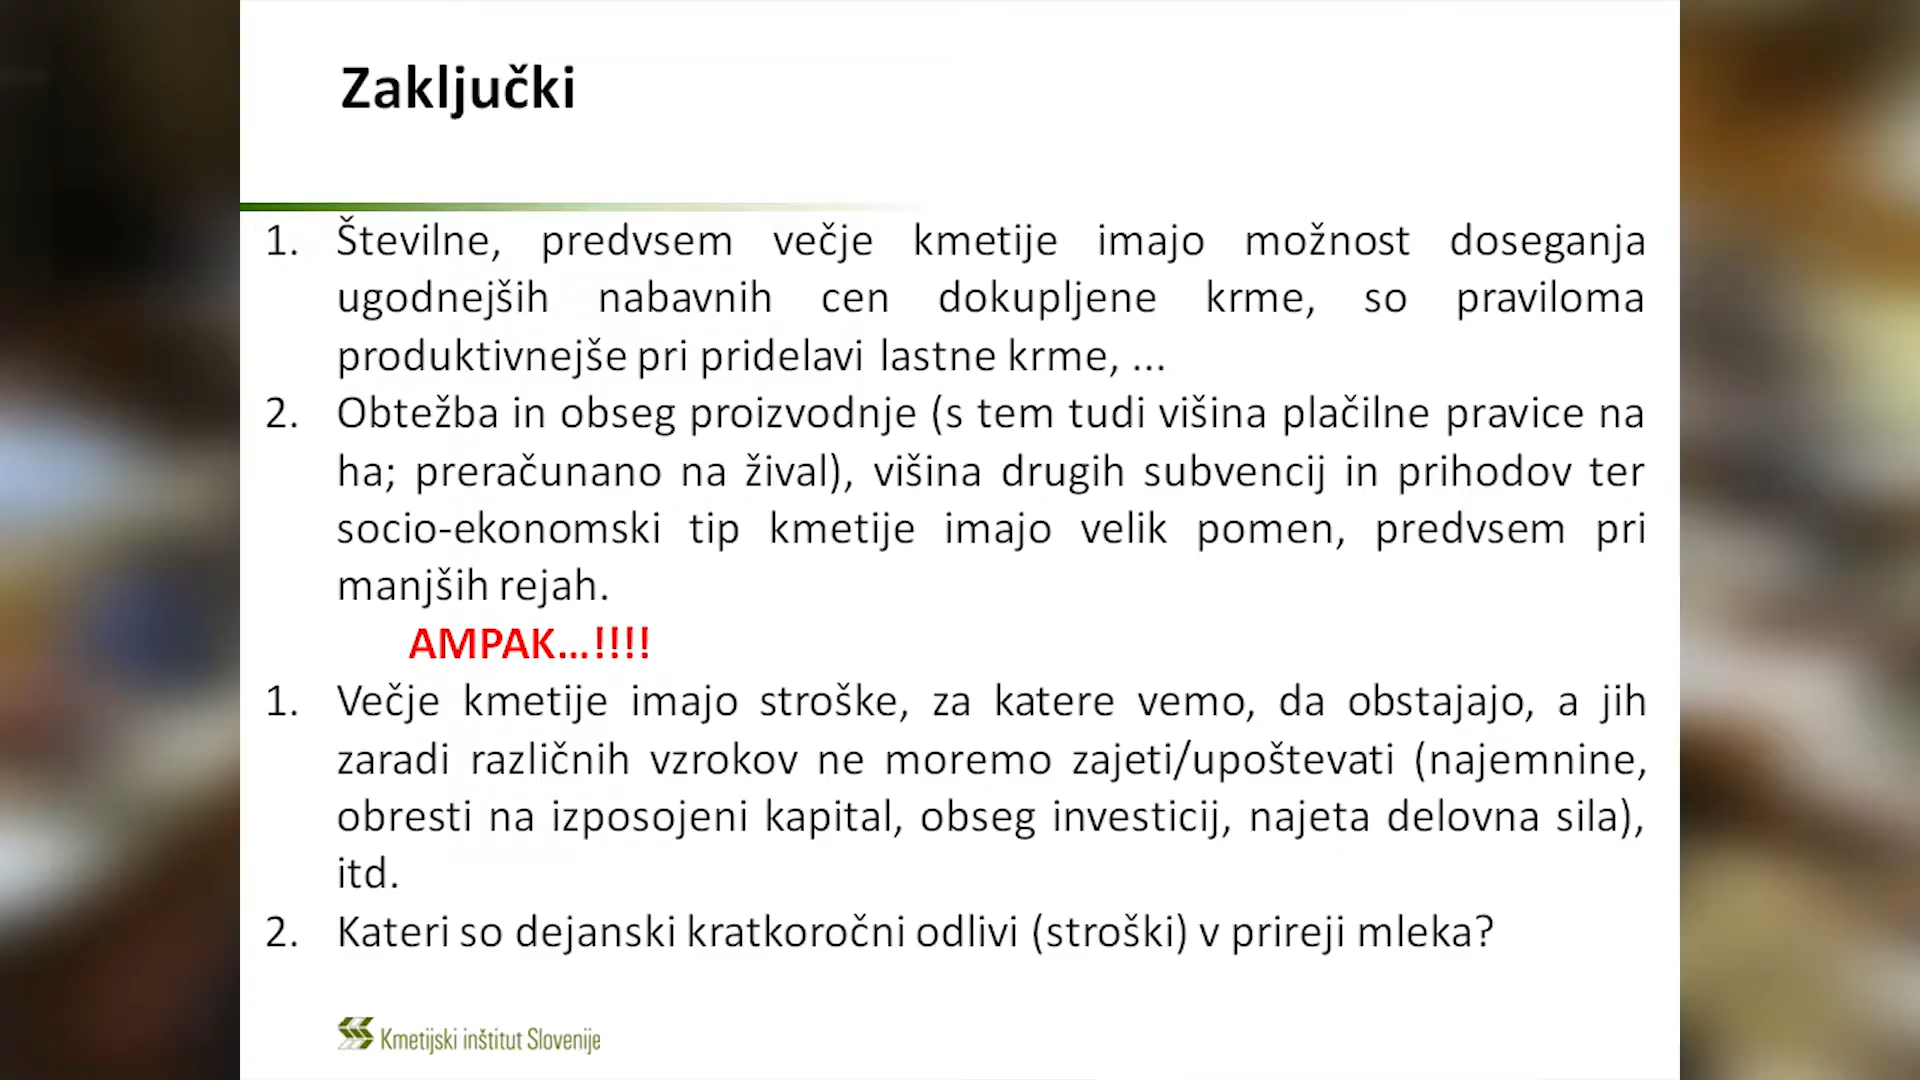 Zaključki
1. Številne, predvsem večje kmetije imajo možnost doseganja
ugodnejših nabavnih cen dokupljene krme, so praviloma
produktivnejše pri pridelavi lastne krme, ...
2. Obtežba in obseg proizvodnje (s tem tudi višina plačilne pravice na
ha; preračunano na žival), višina drugih subvencij in prihodov ter
socio-ekonomski tip kmetije imajo velik pomen, predvsem pri
manjših rejah.
AMPAK...!!!!
1. Večje kmetije imajo stroške, za katere vemo, da obstajajo, a jih
zaradi različnih vzrokov ne moremo zajeti/upoštevati (najemnine,
obresti na izposojeni kapital, obseg investicij, najeta delovna sila),
itd.
2. Kateri so dejanski kratkoročni odlivi (stroški) v prireji mleka?
Kmetijski inštitut Slovenije